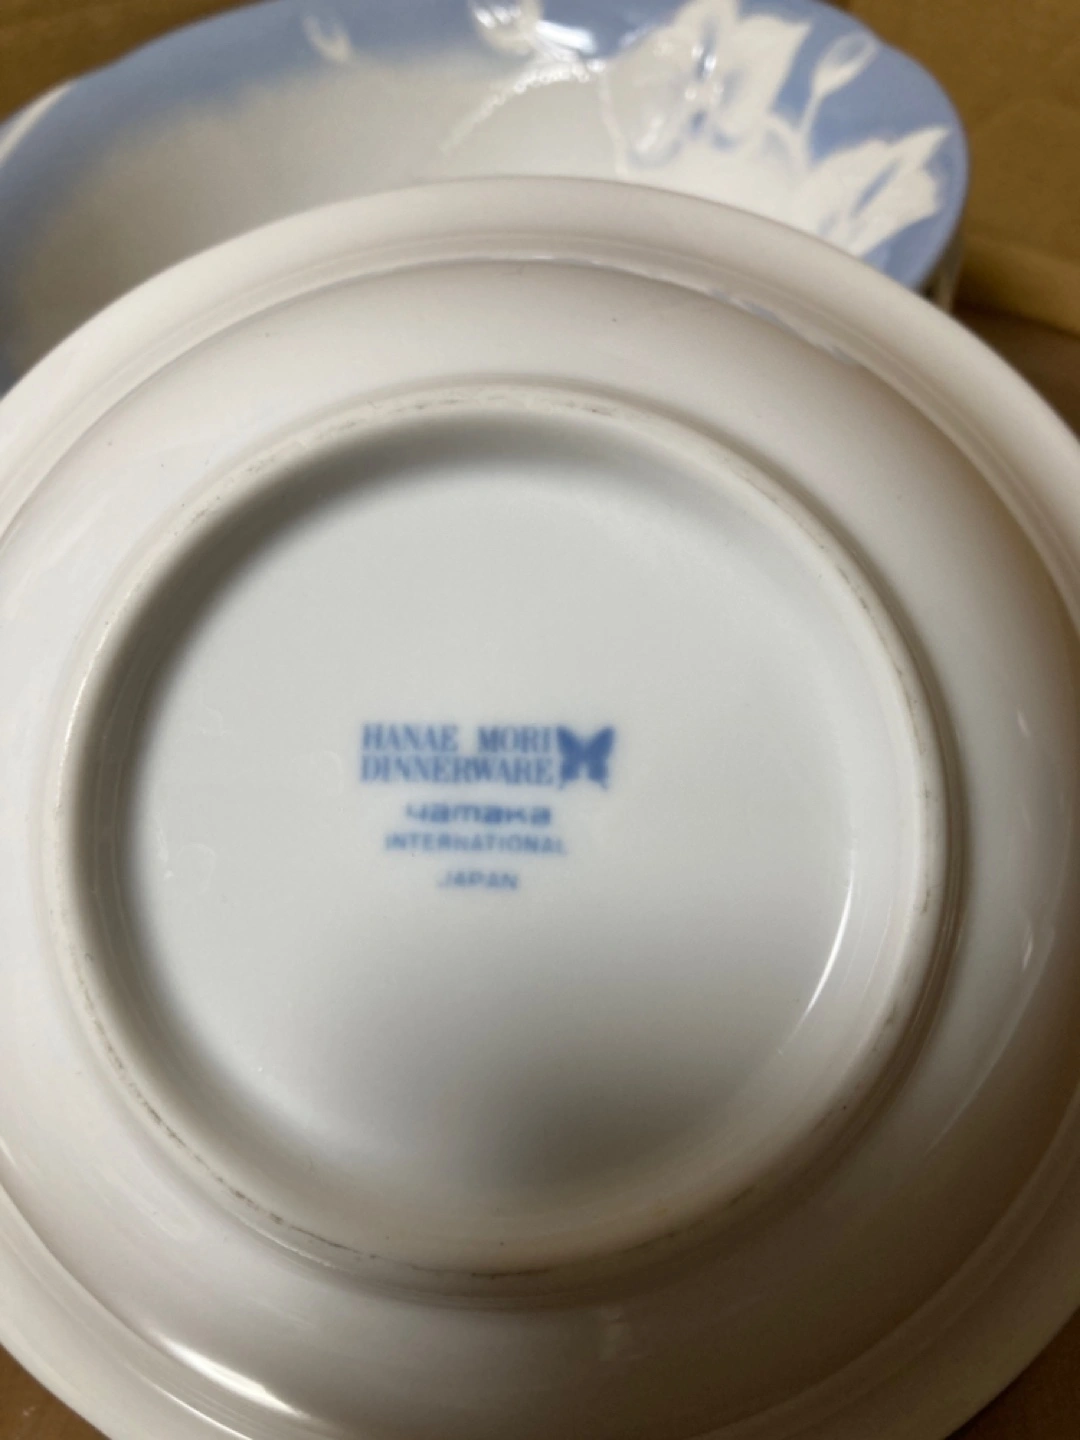 HANAE MORI
DINNERWARE
yamaka
INTERNATIONAL
JAPAN